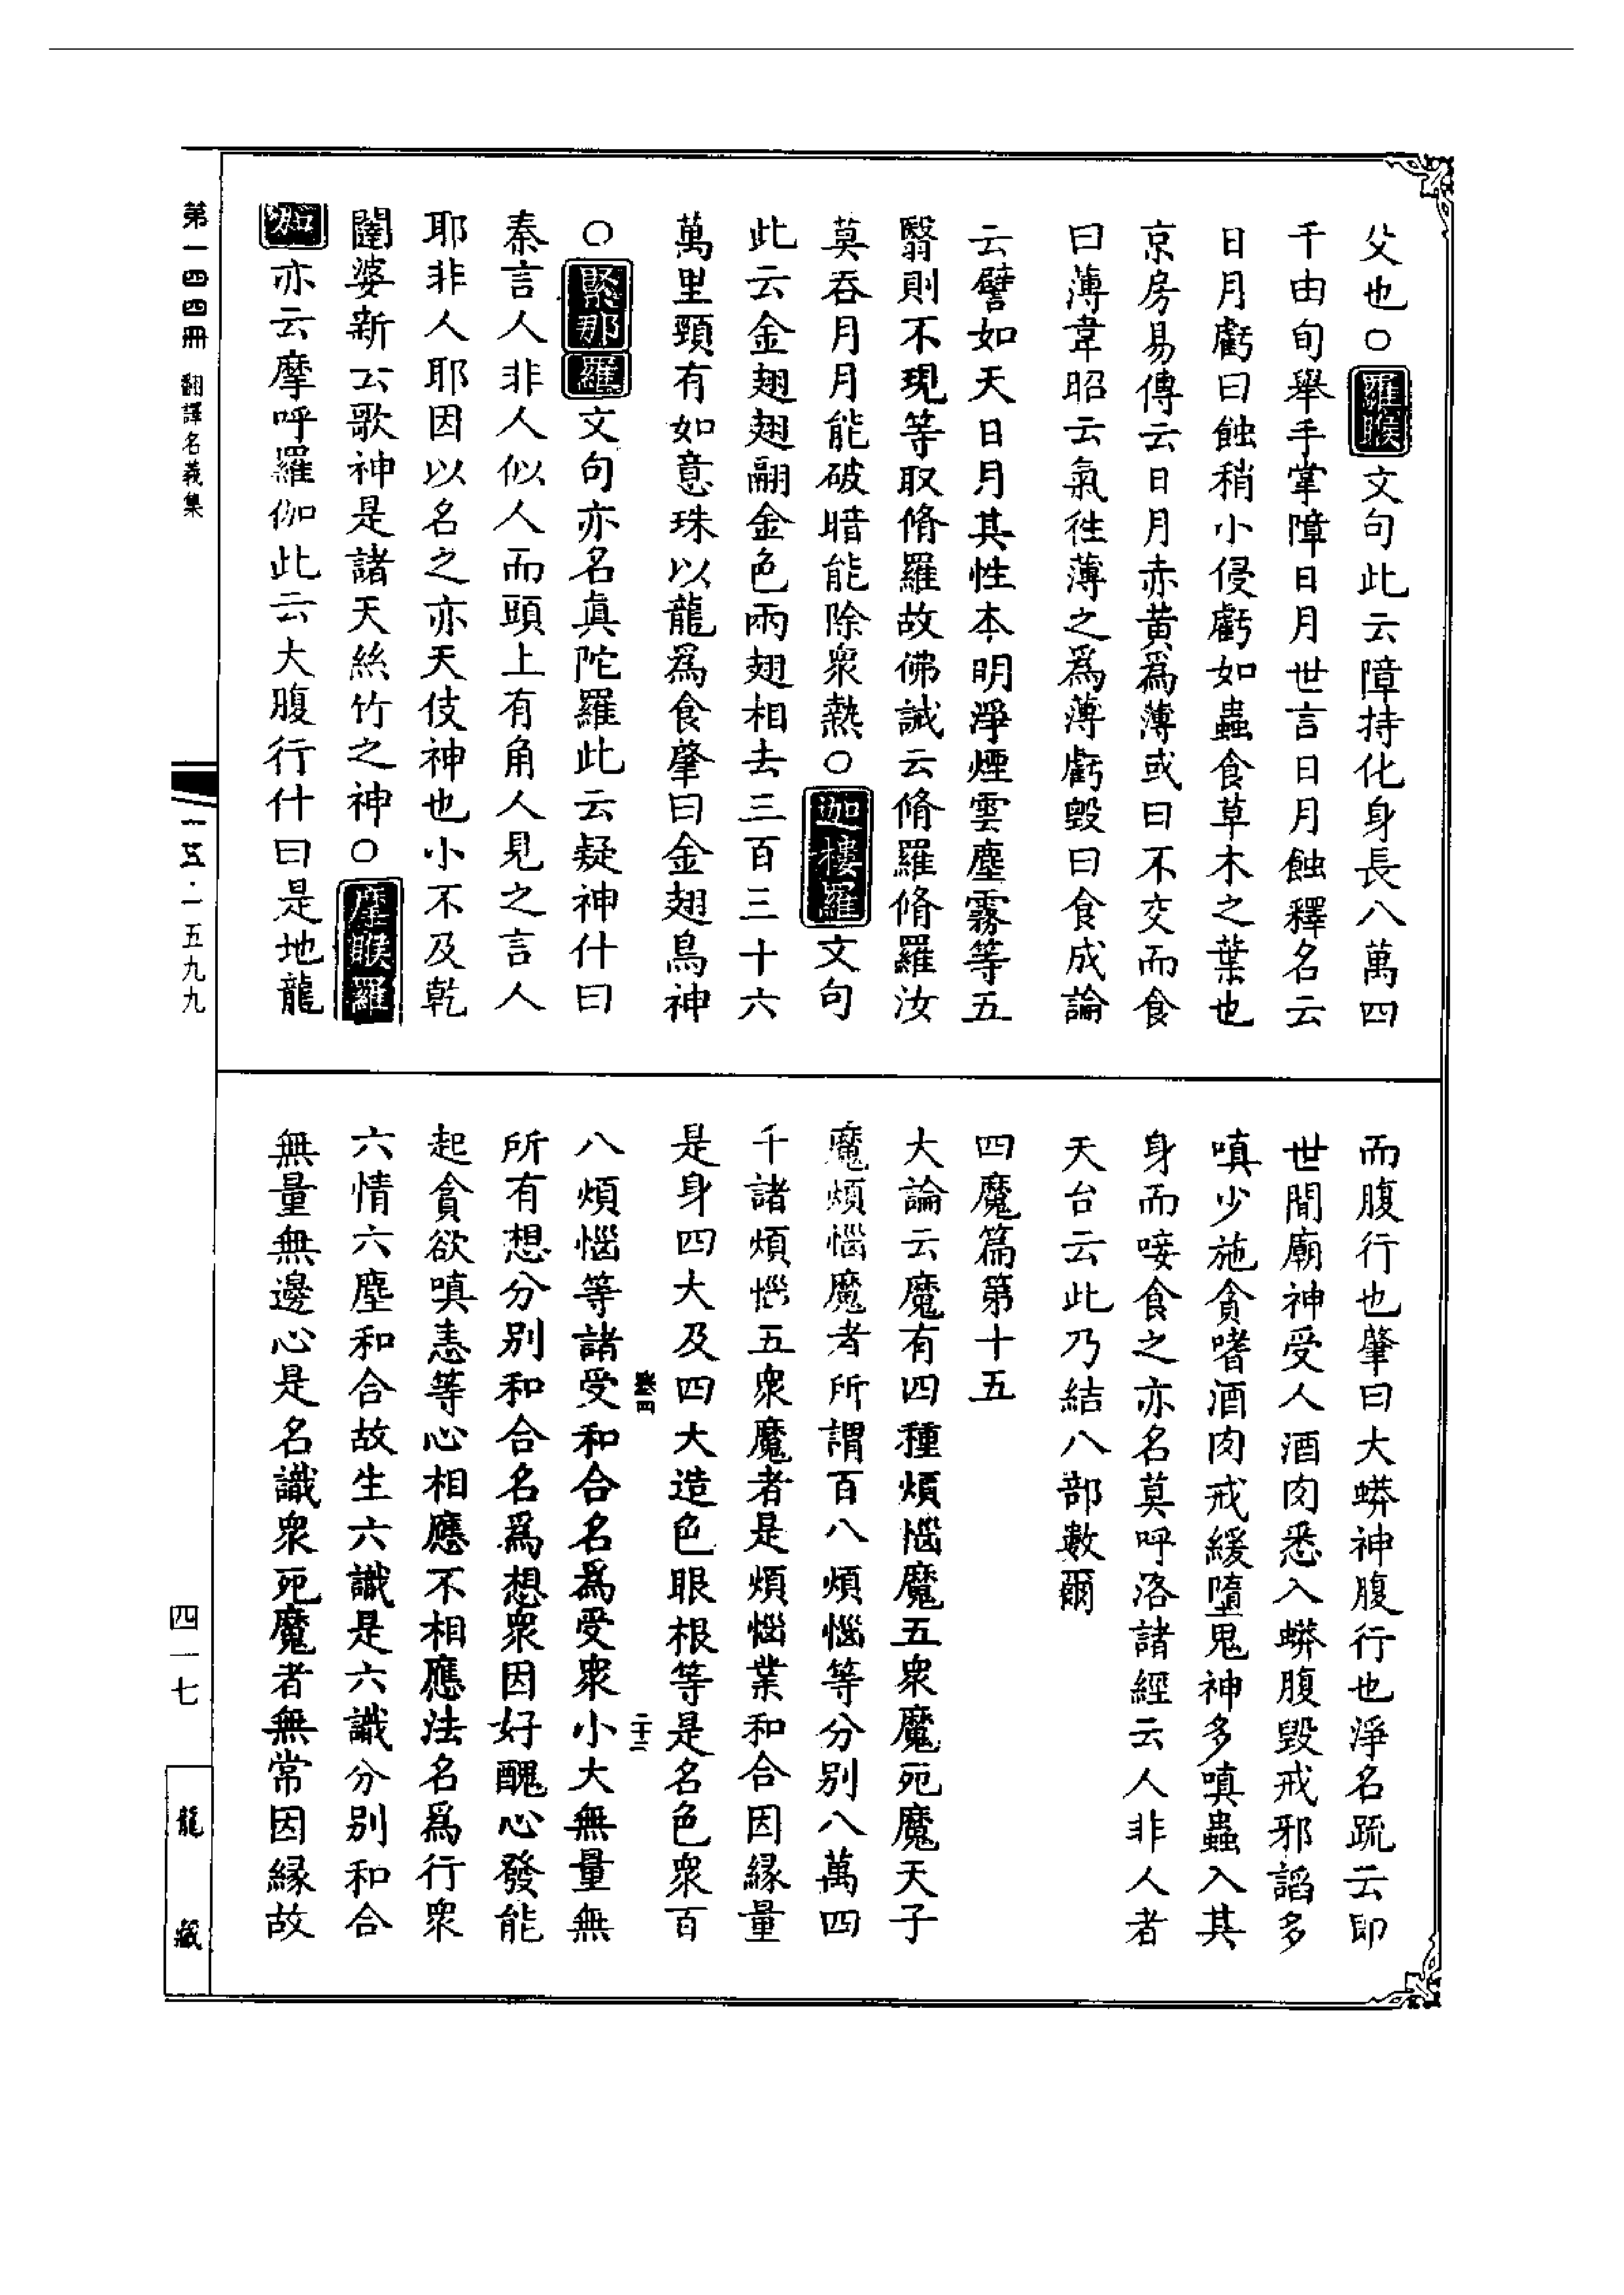 父也○羅睺文句此云障持化身長八萬四
千由旬舉手掌障日月世言日月蝕釋名云
日月虧曰蝕稍小侵虧如蟲食草木之葉也
京房易傳云日月赤黃爲薄或曰不交而食
曰薄韋昭云氣徃薄之爲薄虧毀曰食成論
云譬如天日月其性本明淨煙雲塵霧等五
翳則不現等取脩羅故佛誡云脩羅脩羅汝
莫吞月月能破暗能除衆熱○迦樓羅文句
此云金翅翅翮金色兩翅相去三百三十六
萬里頸有如意珠以龍爲食肇曰金翅鳥神
○緊那羅文句亦名眞陀羅此云疑神什曰
秦言人非人似人而頭上有角人見之言人
耶非人耶因以名之亦天伎神也小不及乾
闥婆新云歌神是諸天絲竹之神○摩睺羅
伽亦云摩呼羅伽此云大腹行什曰是地龍
而腹行也肇曰大蟒神腹行也淨名疏云卽
世間廟神受人酒肉悉入蟒腹毀戒邪諂多
嗔少施貪嗜酒肉戒緩墮鬼神多嗔蟲入其
身而唼食之亦名莫呼洛諸經云人非人者
天台云此乃結八部數爾
四魔篇第十五
大論云魔有四種煩惱魔五衆魔死魔天子
魔煩惱魔者所謂百八煩惱等分別八萬四
千諸煩惱五衆魔者是煩惱業和合因緣量
是身四大及四大造色眼根等是名色衆百
卷四
二十三
八煩惱等諸受和合名爲受衆小大無量無
所有想分別和合名爲想衆因好醜心發能
起貪欲嗔恚等心相應不相應法名爲行衆
六情六塵和合故生六識是六識分別和合
無量無邊心是名識衆死魔者無常因緣故
第一四四冊 翻譯名義集
一一五·一五九九
四一七
龍藏